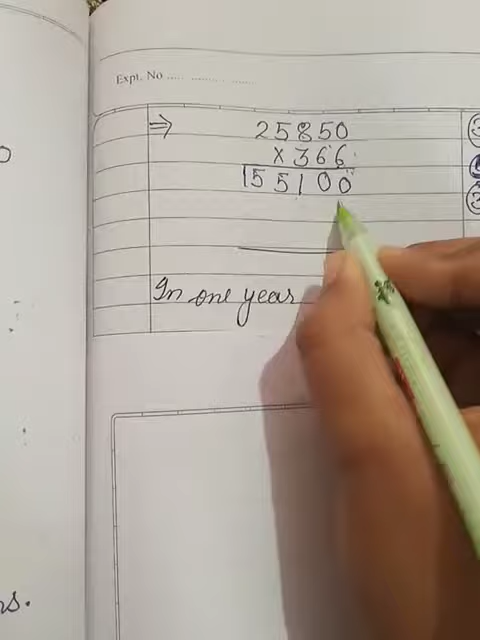 Expt. No. .... ........................
⇒ 25850
× 366
155100
In one year